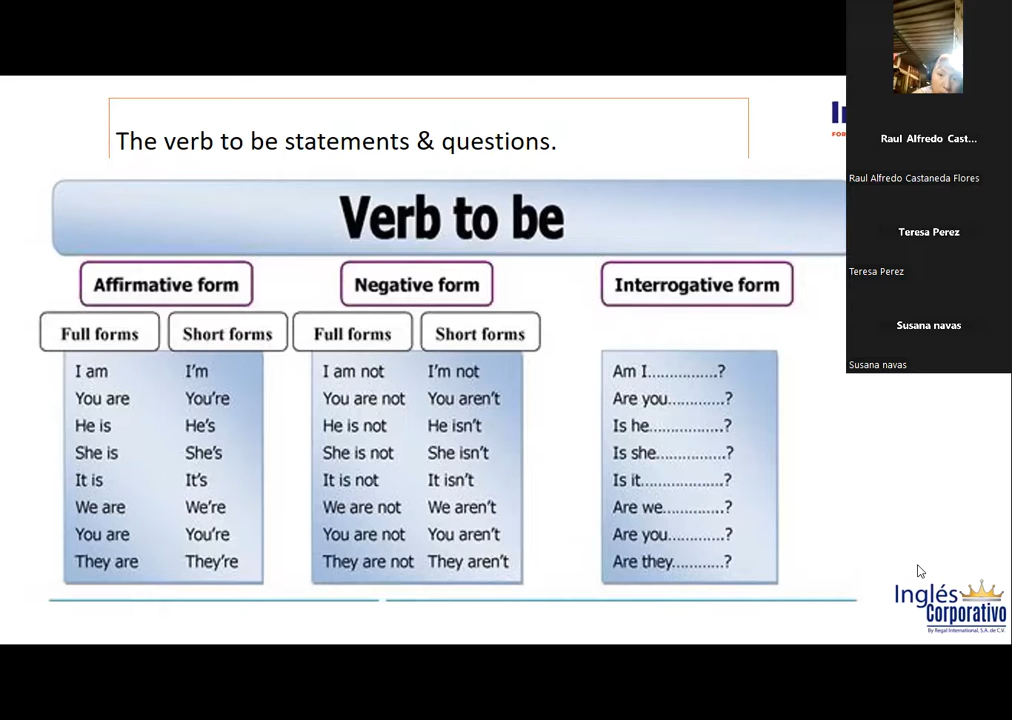 The verb to be statements & questions.
Verb to be
Affirmative form
Negative form
Interrogative form
Full forms
Short forms
Full forms
Short forms
I am I'm
You are You're
He is He's
She is She's
It is It's
We are We're
You are You're
They are They're
I am not I'm not
You are not You aren't
He is not He isn't
She is not She isn't
It is not It isn't
We are not We aren't
You are not You aren't
They are not They aren't
Am I...............?
Are you............?
Is he.................?
Is she.................?
Is it...................?
Are we..............?
Are you............?
Are they...........?
Raul Alfredo Cast...
Raul Alfredo Castaneda Flores
Teresa Perez
Teresa Perez
Susana navas
Susana navas
Inglés
Corporativo
By Regal International, S.A. de C.V.